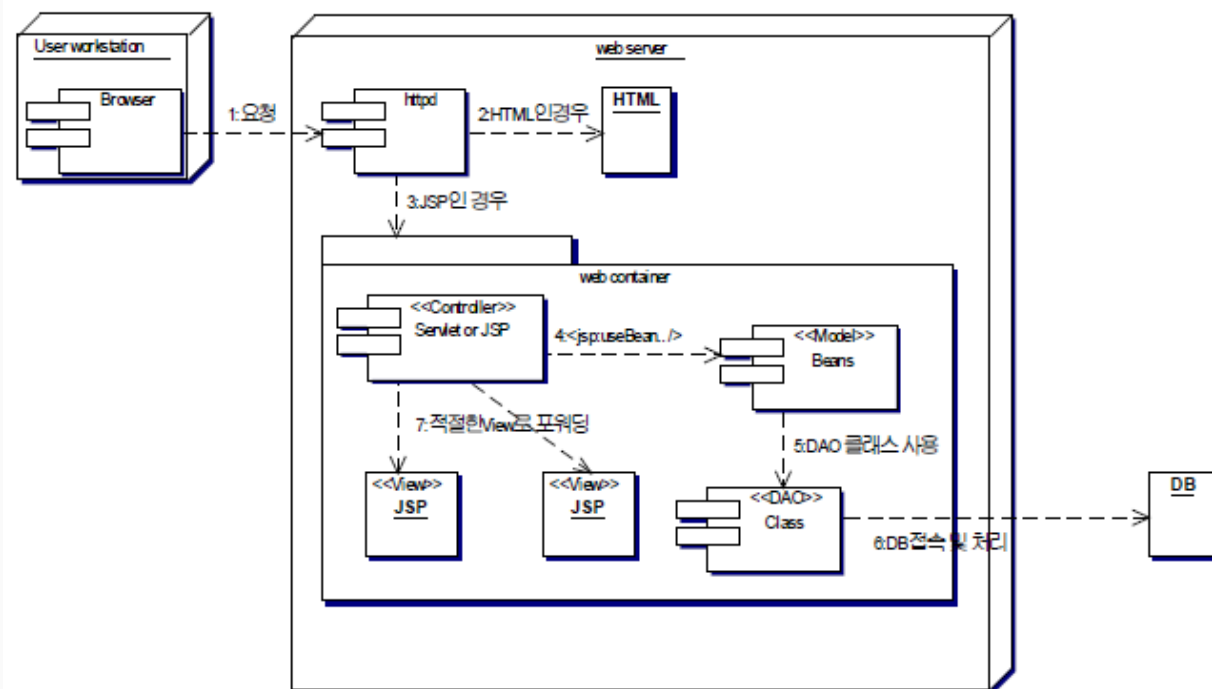 User workstation
web server
Browser
1:요청
httpd
2:HTML인경우
HTML
3:JSP인 경우
web container
<<Controller>>
Servlet or JSP
4:<jsp:useBean.../>
<<Model>>
Beans
7:적절한View로 포워딩
5:DAO 클래스 사용
<<View>>
JSP
<<View>>
JSP
<<DAO>>
Class
6:DB접속 및 처리
DB